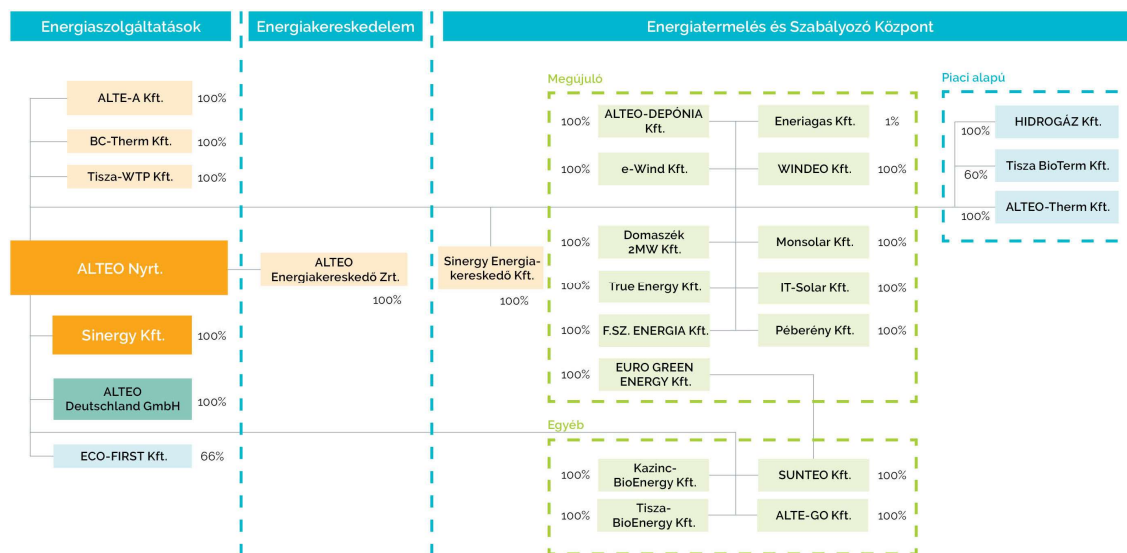 Energiaszolgáltatások
Energiakereskedelem
Energiatermelés és Szabályozó Központ
ALTE-A Kft.
100%
BC-Therm Kft.
100%
Tisza-WTP Kft.
100%
ALTEO Nyrt.
Sinergy Kft.
100%
ALTEO
Deutschland GmbH
100%
ECO-FIRST Kft.
66%
ALTEO
Energiakereskedő Zrt.
100%
Sinergy Energia-
kereskedő Kft.
100%
Megújuló
100%
ALTEO-DEPÓNIA
Kft.
Eneriagas Kft.
1%
100%
e-Wind Kft.
WINDEO Kft.
100%
100%
Domaszék
2MW Kft.
Monsolar Kft.
100%
100%
True Energy Kft.
IT-Solar Kft.
100%
100%
F.SZ. ENERGIA Kft.
Péberény Kft.
100%
100%
EURO GREEN
ENERGY Kft.
Egyéb
100%
Kazinc-
BioEnergy Kft.
SUNTEO Kft.
100%
100%
Tisza-
BioEnergy Kft.
ALTE-GO Kft.
100%
Piaci alapú
100%
HIDROGÁZ Kft.
60%
Tisza BioTerm Kft.
100%
ALTEO-Therm Kft.